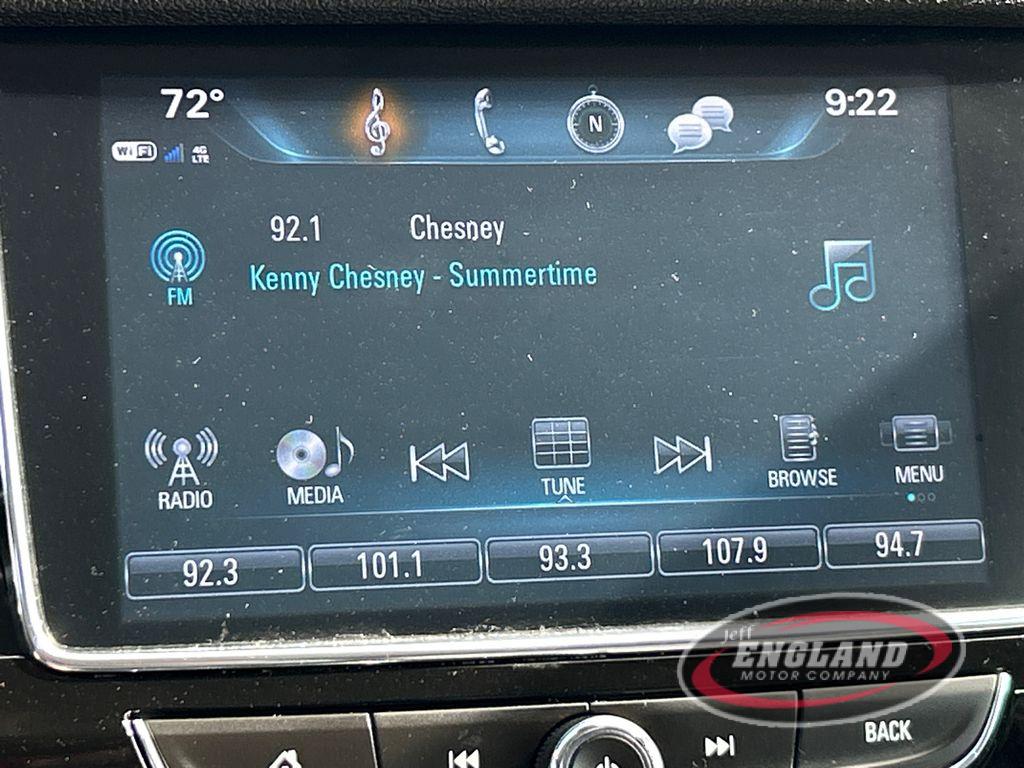 72°
N
9:22
WiFi
4G
LTE
92.1 Chesney
Kenny Chesney - Summertime
FM
RADIO
MEDIA
TUNE
BROWSE
MENU
92.3
101.1
93.3
107.9
94.7
Jeff
ENGLAND
MOTOR COMPANY
BACK